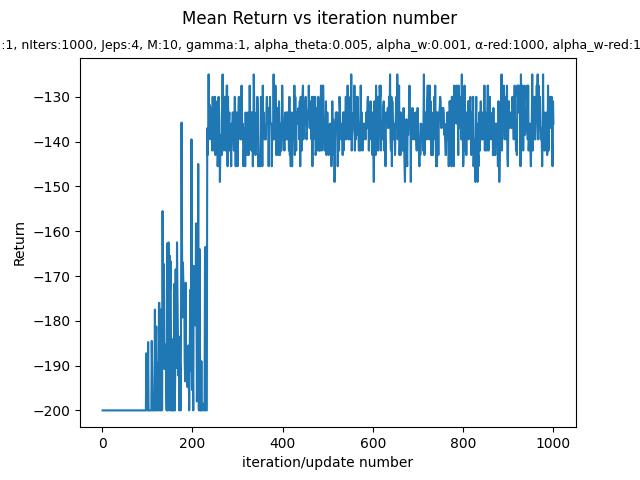 Mean Return vs iteration number
:1, nIters:1000, Jeps:4, M:10, gamma:1, alpha_theta:0.005, alpha_w:0.001, α-red:1000, alpha_w-red:1
−130
−140
−150
−160
−170
−180
−190
−200
Return
0 200 400 600 800 1000
iteration/update number